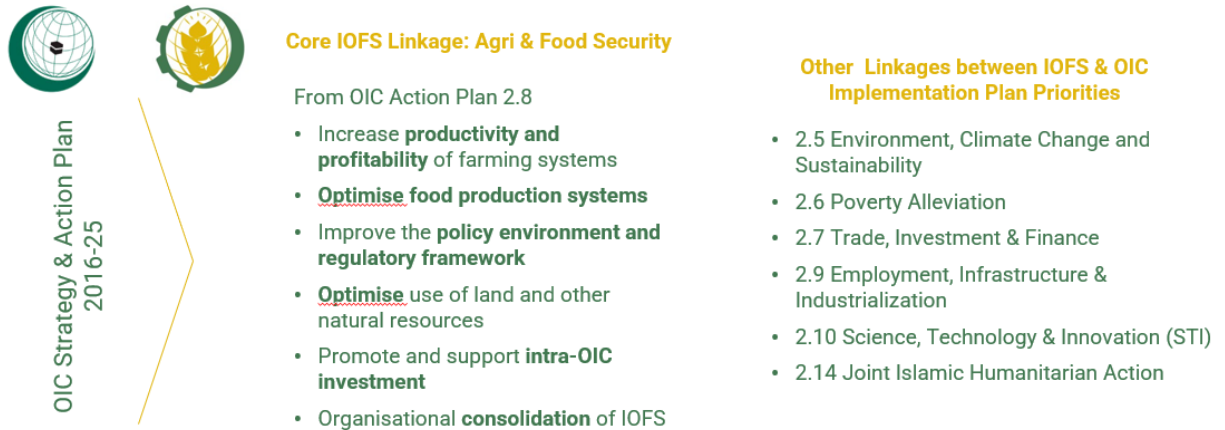 OIC Strategy & Action Plan
2016-25
Core IOFS Linkage: Agri & Food Security
From OIC Action Plan 2.8
• Increase productivity and
profitability of farming systems
• Optimise food production systems
• Improve the policy environment and
regulatory framework
• Optimise use of land and other
natural resources
• Promote and support intra-OIC
investment
• Organisational consolidation of IOFS
Other Linkages between IOFS & OIC
Implementation Plan Priorities
• 2.5 Environment, Climate Change and
Sustainability
• 2.6 Poverty Alleviation
• 2.7 Trade, Investment & Finance
• 2.9 Employment, Infrastructure &
Industrialization
• 2.10 Science, Technology & Innovation (STI)
• 2.14 Joint Islamic Humanitarian Action